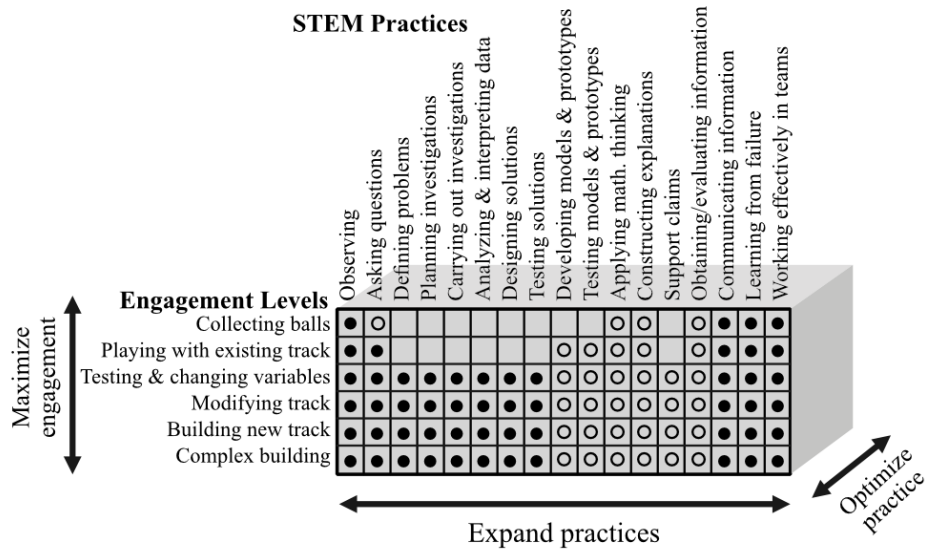 STEM Practices
Observing
Asking questions
Defining problems
Planning investigations
Carrying out investigations
Analyzing & interpreting data
Designing solutions
Testing solutions
Developing models & prototypes
Testing models & prototypes
Applying math. thinking
Constructing explanations
Support claims
Obtaining/evaluating information
Communicating information
Learning from failure
Working effectively in teams
Engagement Levels
Collecting balls
Playing with existing track
Testing & changing variables
Modifying track
Building new track
Complex building
Maximize
engagement
Expand practices
Optimize
practice